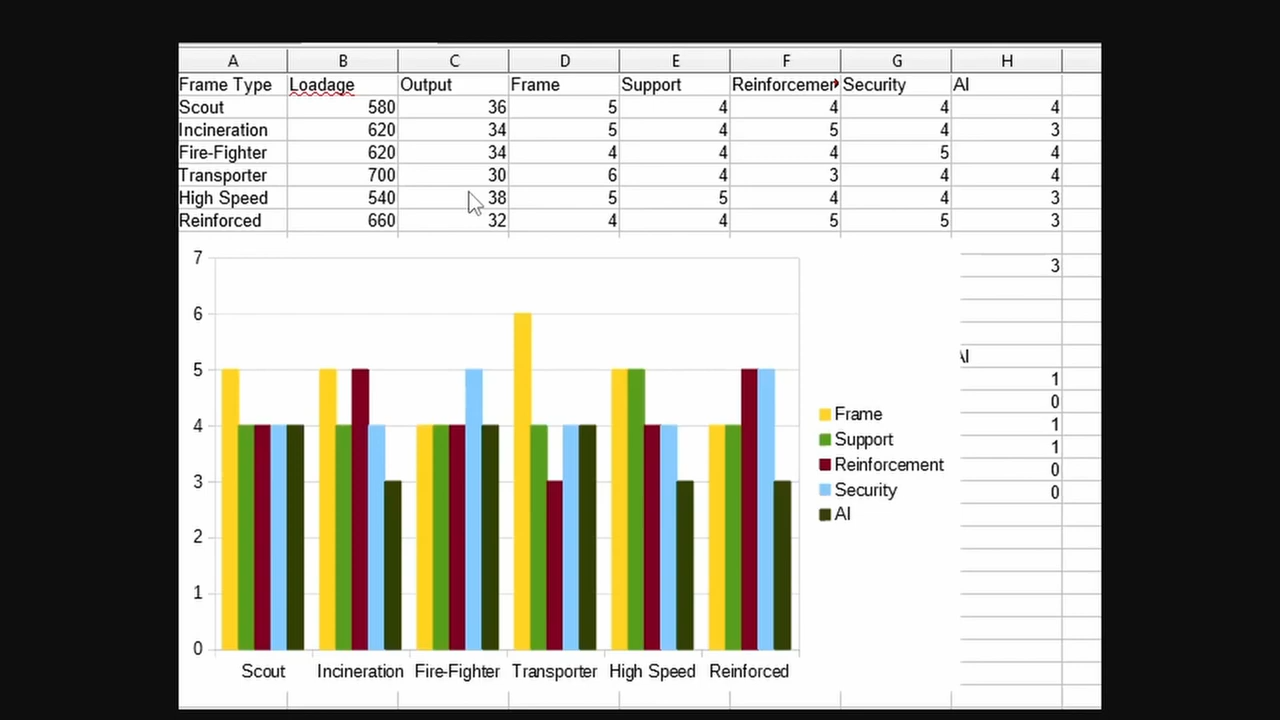 A B C D E F G H
Frame Type Loadage Output Frame Support Reinforcemer Security AI
Scout 580 36 5 4 4 4 4
Incineration 620 34 5 4 5 4 3
Fire-Fighter 620 34 4 4 4 5 4
Transporter 700 30 6 4 3 4 4
High Speed 540 38 5 5 4 4 3
Reinforced 660 32 4 4 5 5 3
3
AI
1
0
1
1
0
0
7
6
5
4
3
2
1
0
Scout Incineration Fire-Fighter Transporter High Speed Reinforced
Frame
Support
Reinforcement
Security
AI